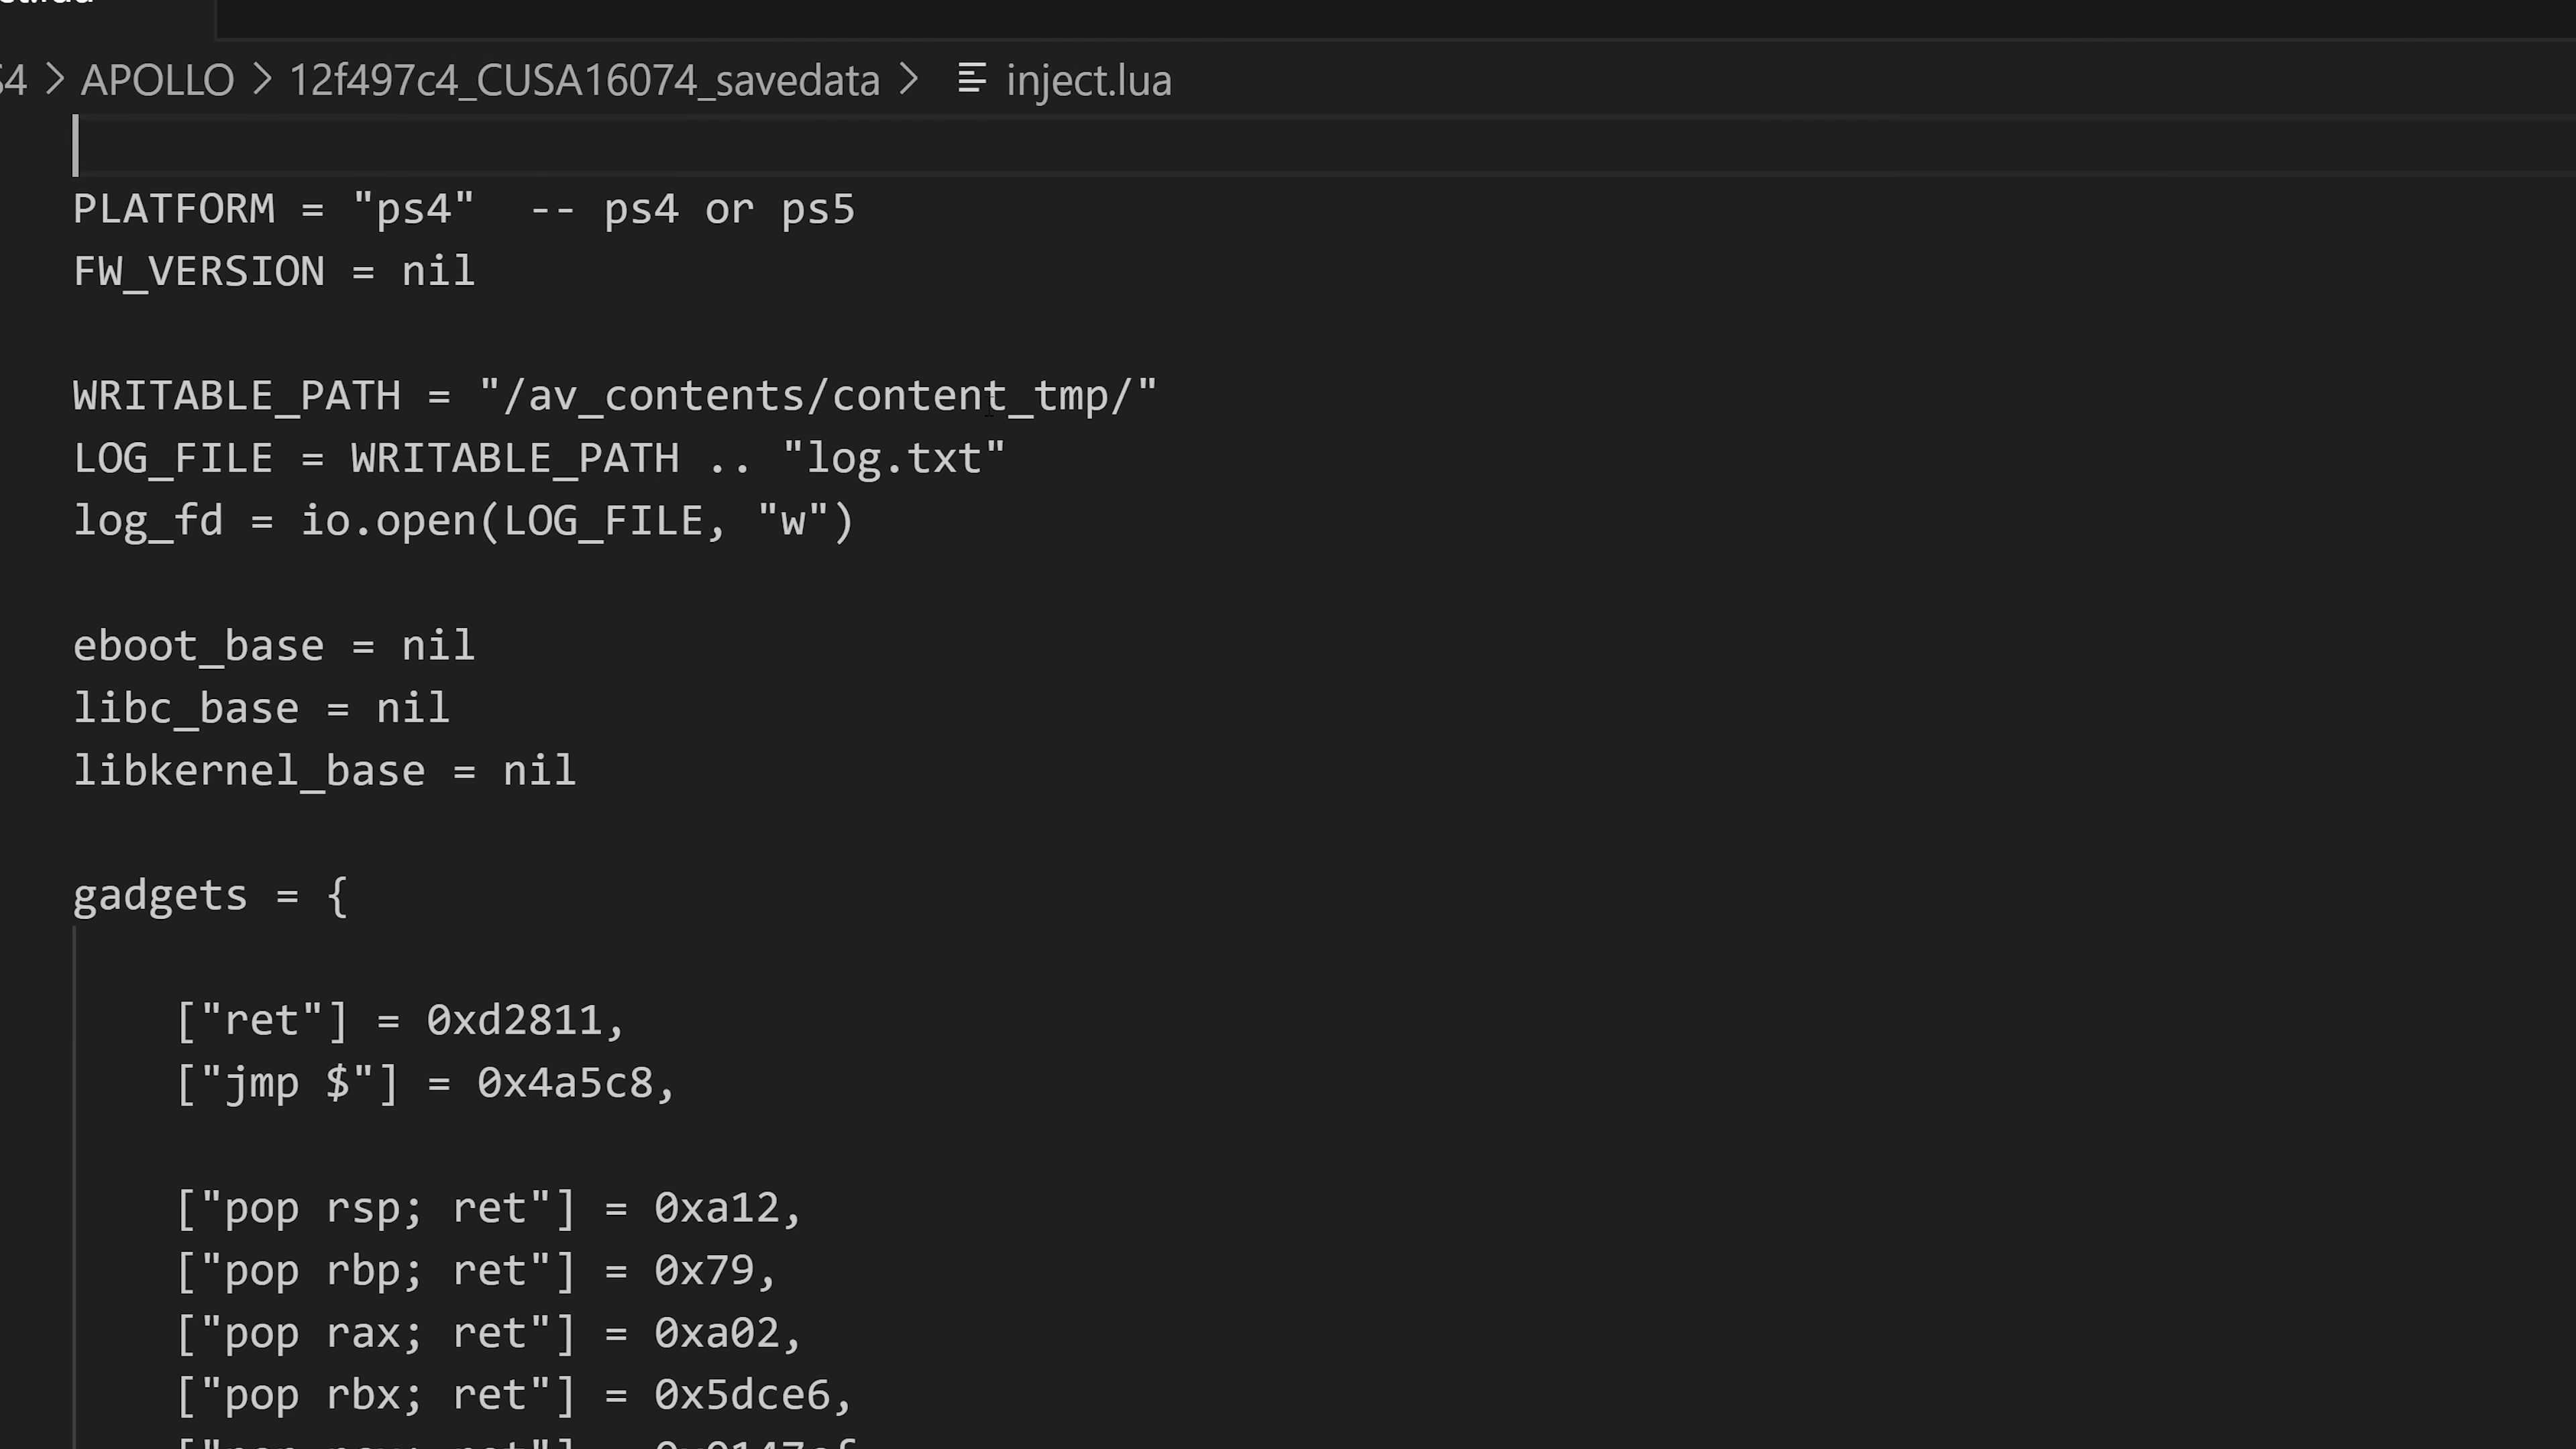 APOLLO > 12f497c4_CUSA16074_savedata > inject.lua
PLATFORM = "ps4"  -- ps4 or ps5
FW_VERSION = nil
WRITABLE_PATH = "/av_contents/content_tmp/"
LOG_FILE = WRITABLE_PATH .. "log.txt"
log_fd = io.open(LOG_FILE, "w")
eboot_base = nil
libc_base = nil
libkernel_base = nil
gadgets = {
["ret"] = 0xd2811,
["jmp $"] = 0x4a5c8,
["pop rsp; ret"] = 0xa12,
["pop rbp; ret"] = 0x79,
["pop rax; ret"] = 0xa02,
["pop rbx; ret"] = 0x5dce6,